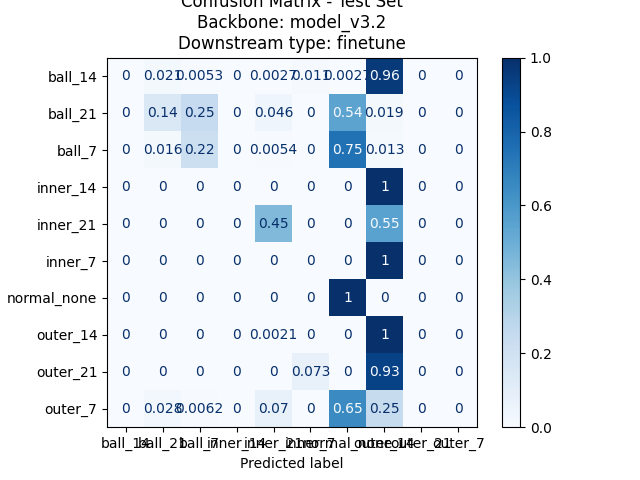 Confusion Matrix - Test Set
Backbone: model_v3.2
Downstream type: finetune
1.0
ball_14 0 0.021 0.0053 0 0.0027 0.011 0.0027 0.96 0 0
ball_21 0 0.14 0.25 0 0.046 0 0.54 0.019 0 0
0.8
ball_7 0 0.016 0.22 0 0.0054 0 0.75 0.013 0 0
inner_14 0 0 0 0 0 0 0 1 0 0
0.6
inner_21 0 0 0 0 0.45 0 0 0.55 0 0
inner_7 0 0 0 0 0 0 0 1 0 0
0.4
normal_none 0 0 0 0 0 0 1 0 0 0
outer_14 0 0 0 0 0.0021 0 0 1 0 0
0.2
outer_21 0 0 0 0 0 0.073 0 0.93 0 0
outer_7 0 0.028 0.0062 0 0.07 0 0.65 0.25 0 0
0.0
ball_14 ball_21 ball_7 inner_14 inner_21 inner_7 normal_none outer_14 outer_21 outer_7
Predicted label